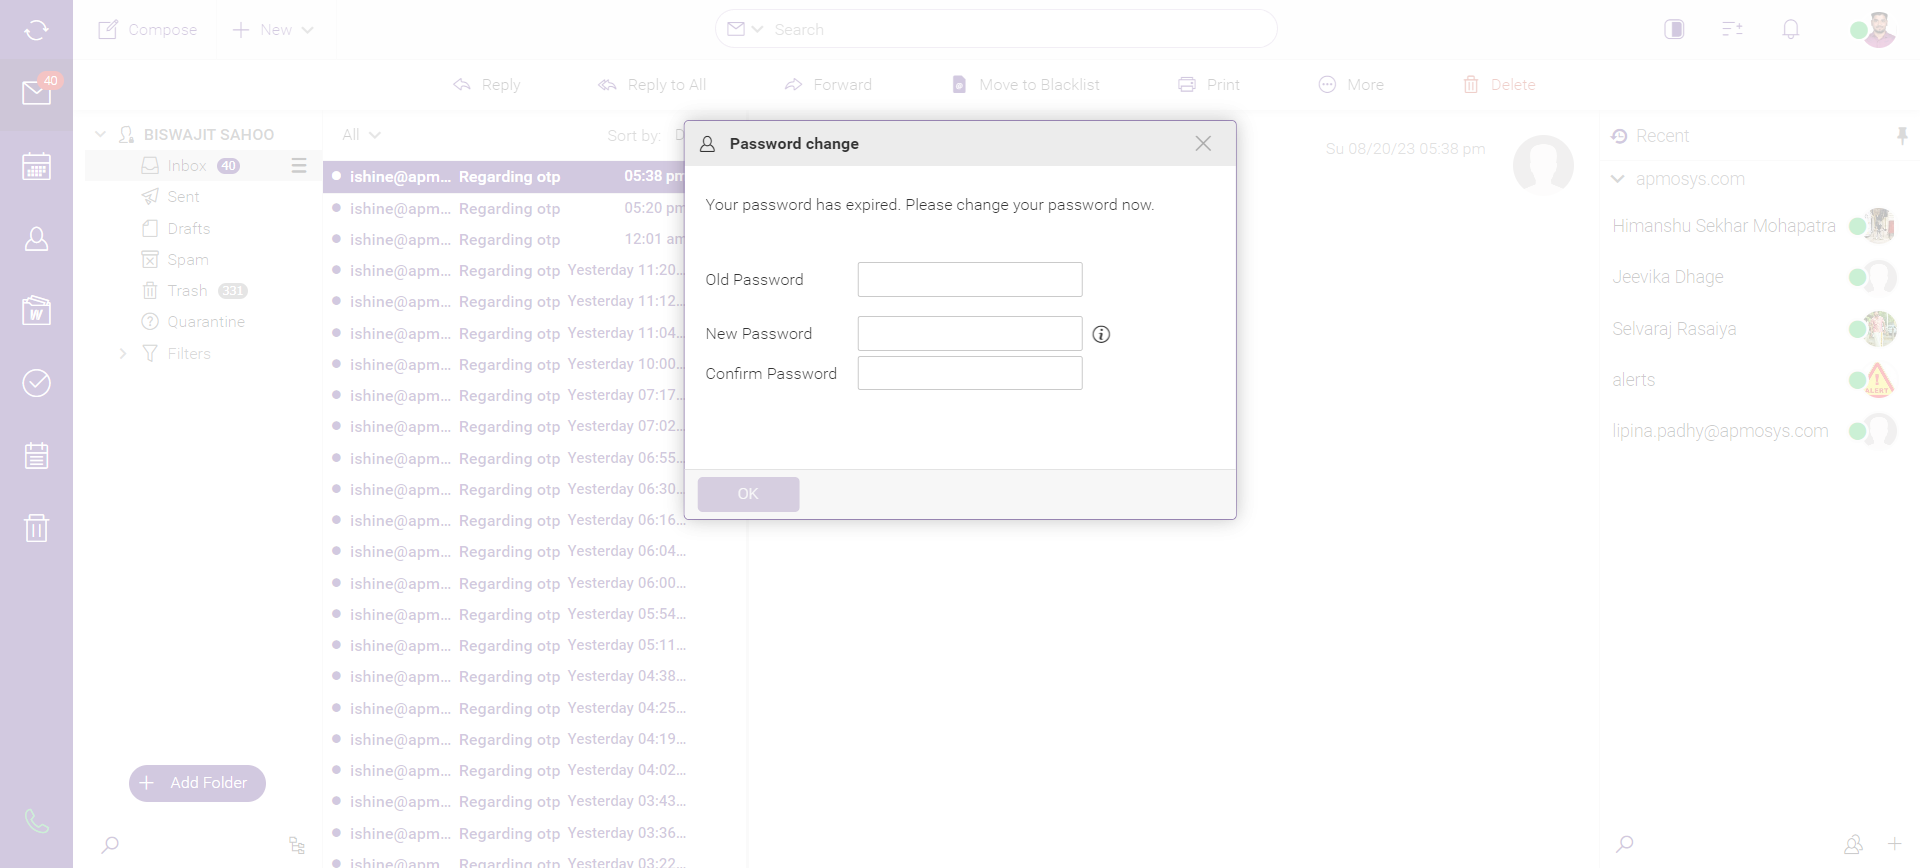 Compose
New
Search
40
Reply
Reply to All
Forward
Move to Blacklist
Print
More
Delete
BISWAJIT SAHOO
Inbox 40
Sent
Drafts
Spam
Trash 331
Quarantine
Filters
Add Folder
All
Sort by: D
ishine@apm... Regarding otp 05:38 pm
ishine@apm... Regarding otp 05:20 pm
ishine@apm... Regarding otp 12:01 am
ishine@apm... Regarding otp Yesterday 11:20...
ishine@apm... Regarding otp Yesterday 11:12...
ishine@apm... Regarding otp Yesterday 11:04...
ishine@apm... Regarding otp Yesterday 10:00...
ishine@apm... Regarding otp Yesterday 07:17...
ishine@apm... Regarding otp Yesterday 07:02...
ishine@apm... Regarding otp Yesterday 06:55...
ishine@apm... Regarding otp Yesterday 06:30...
ishine@apm... Regarding otp Yesterday 06:16...
ishine@apm... Regarding otp Yesterday 06:04...
ishine@apm... Regarding otp Yesterday 06:00...
ishine@apm... Regarding otp Yesterday 05:54...
ishine@apm... Regarding otp Yesterday 05:11...
ishine@apm... Regarding otp Yesterday 04:38...
ishine@apm... Regarding otp Yesterday 04:25...
ishine@apm... Regarding otp Yesterday 04:19...
ishine@apm... Regarding otp Yesterday 04:02...
ishine@apm... Regarding otp Yesterday 03:43...
ishine@apm... Regarding otp Yesterday 03:36...
ishine@apm... Regarding otp Yesterday 03:22...
Password change
Your password has expired. Please change your password now.
Old Password
New Password
Confirm Password
OK
Su 08/20/23 05:38 pm
Recent
apmosys.com
Himanshu Sekhar Mohapatra
Jeevika Dhage
Selvaraj Rasaiya
alerts
ALERT
lipina.padhy@apmosys.com